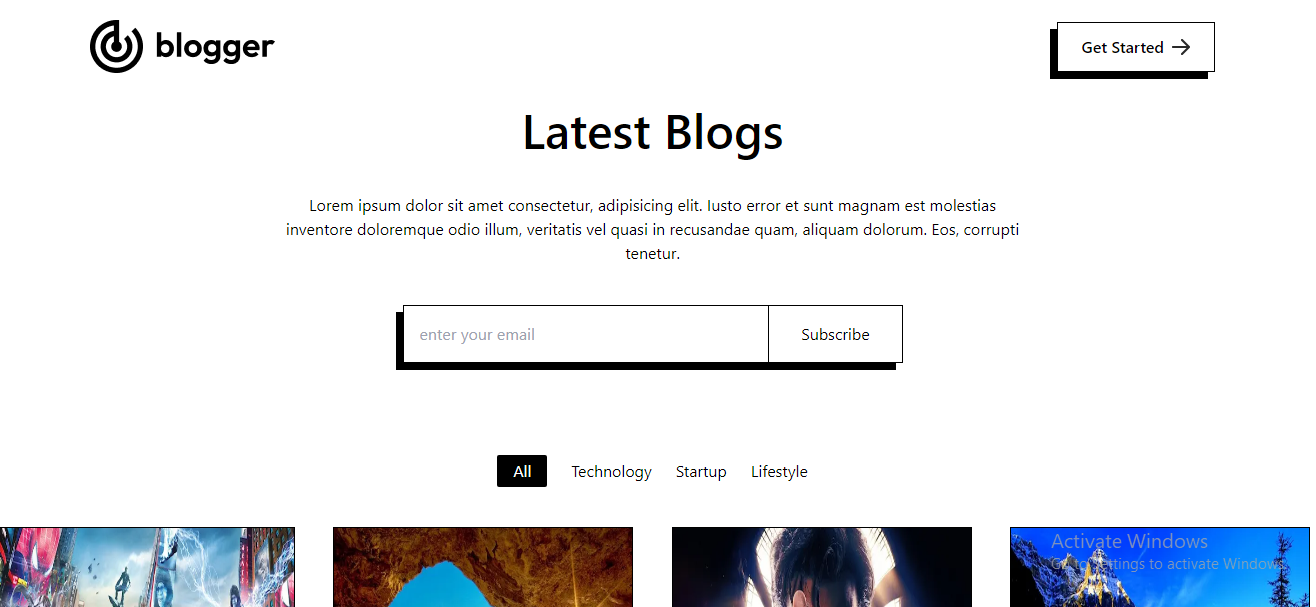 blogger
Get Started
Latest Blogs
Lorem ipsum dolor sit amet consectetur, adipisicing elit. Iusto error et sunt magnam est molestias
inventore doloremque odio illum, veritatis vel quasi in recusandae quam, aliquam dolorum. Eos, corrupti
tenetur.
enter your email
Subscribe
All Technology Startup Lifestyle
Activate Windows
Go to Settings to activate Windows.